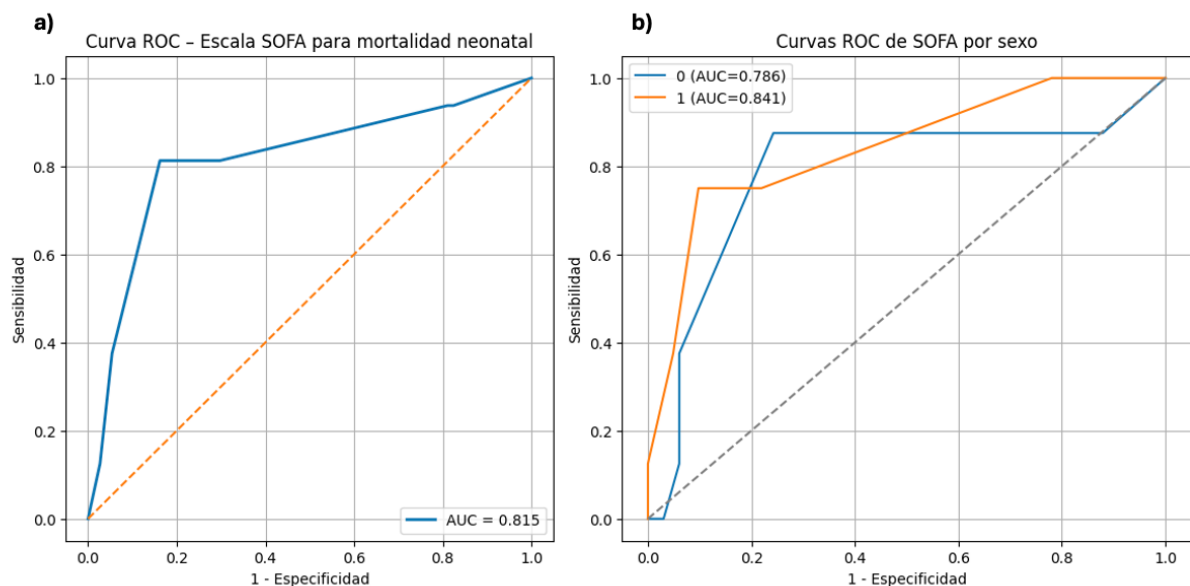 a)
Curva ROC – Escala SOFA para mortalidad neonatal
Sensibilidad
1.0
0.8
0.6
0.4
0.2
0.0
AUC = 0.815
0.0 0.2 0.4 0.6 0.8 1.0
1 - Especificidad
b)
Curvas ROC de SOFA por sexo
0 (AUC=0.786)
1 (AUC=0.841)
Sensibilidad
1.0
0.8
0.6
0.4
0.2
0.0
0.0 0.2 0.4 0.6 0.8 1.0
1 - Especificidad